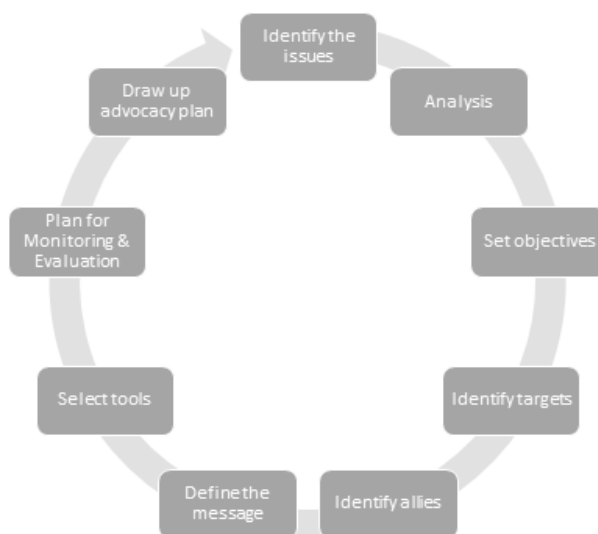 Identify the
issues
Analysis
Set objectives
Identify targets
Identify allies
Define the
message
Select tools
Plan for
Monitoring &
Evaluation
Draw up
advocacy plan